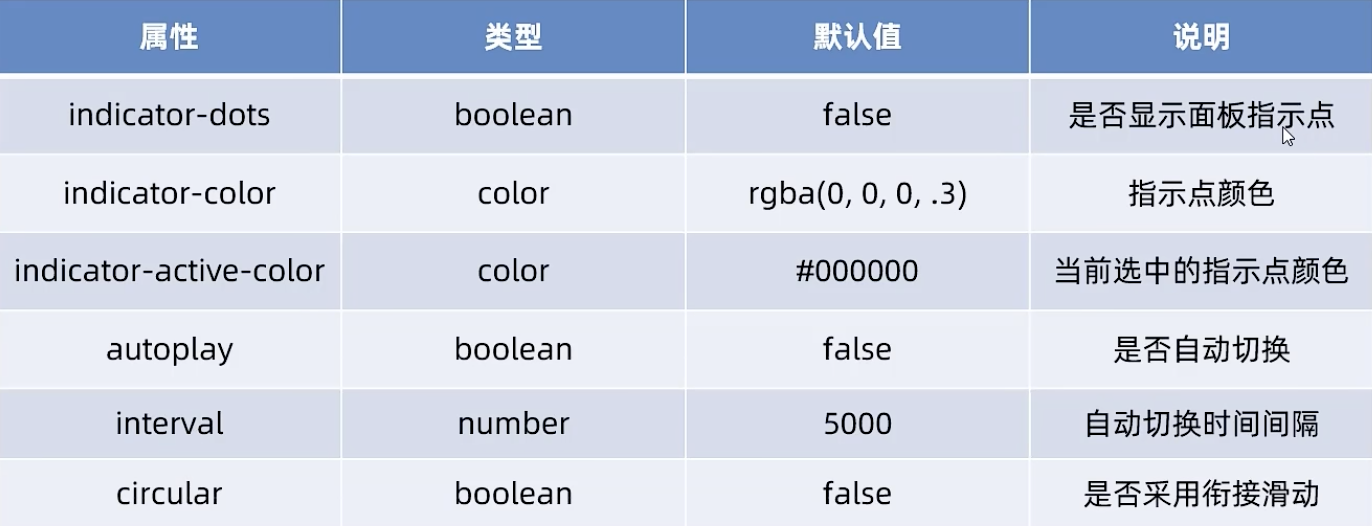 属性 类型 默认值 说明
indicator-dots boolean false 是否显示面板指示点
indicator-color color rgba(0, 0, 0, .3) 指示点颜色
indicator-active-color color #000000 当前选中的指示点颜色
autoplay boolean false 是否自动切换
interval number 5000 自动切换时间间隔
circular boolean false 是否采用衔接滑动